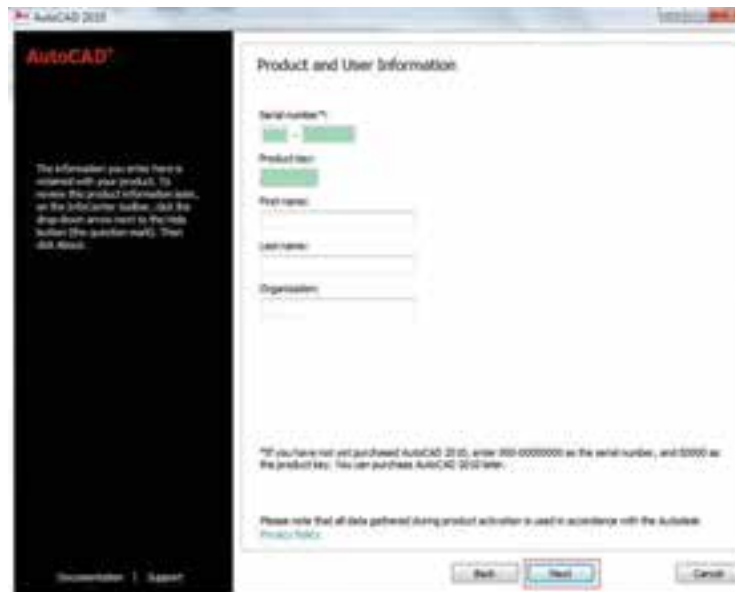 AutoCAD 2010
AutoCAD®
Product and User Information
Serial number*:
-
Product key:
First name:
Last name:
Organization:
The information you enter here is
retained with your product. To
review this product information later,
on the InfoCenter toolbar, click the
drop-down arrow next to the Help
button (the question mark). Then
click About.
*If you have not yet purchased AutoCAD 2010, enter 000-00000000 as the serial number, and 00000 as
the product key. You can purchase AutoCAD 2010 later.
Please note that all data gathered during product activation is used in accordance with the Autodesk
Privacy Policy.
Documentation | Support
Back
Next
Cancel